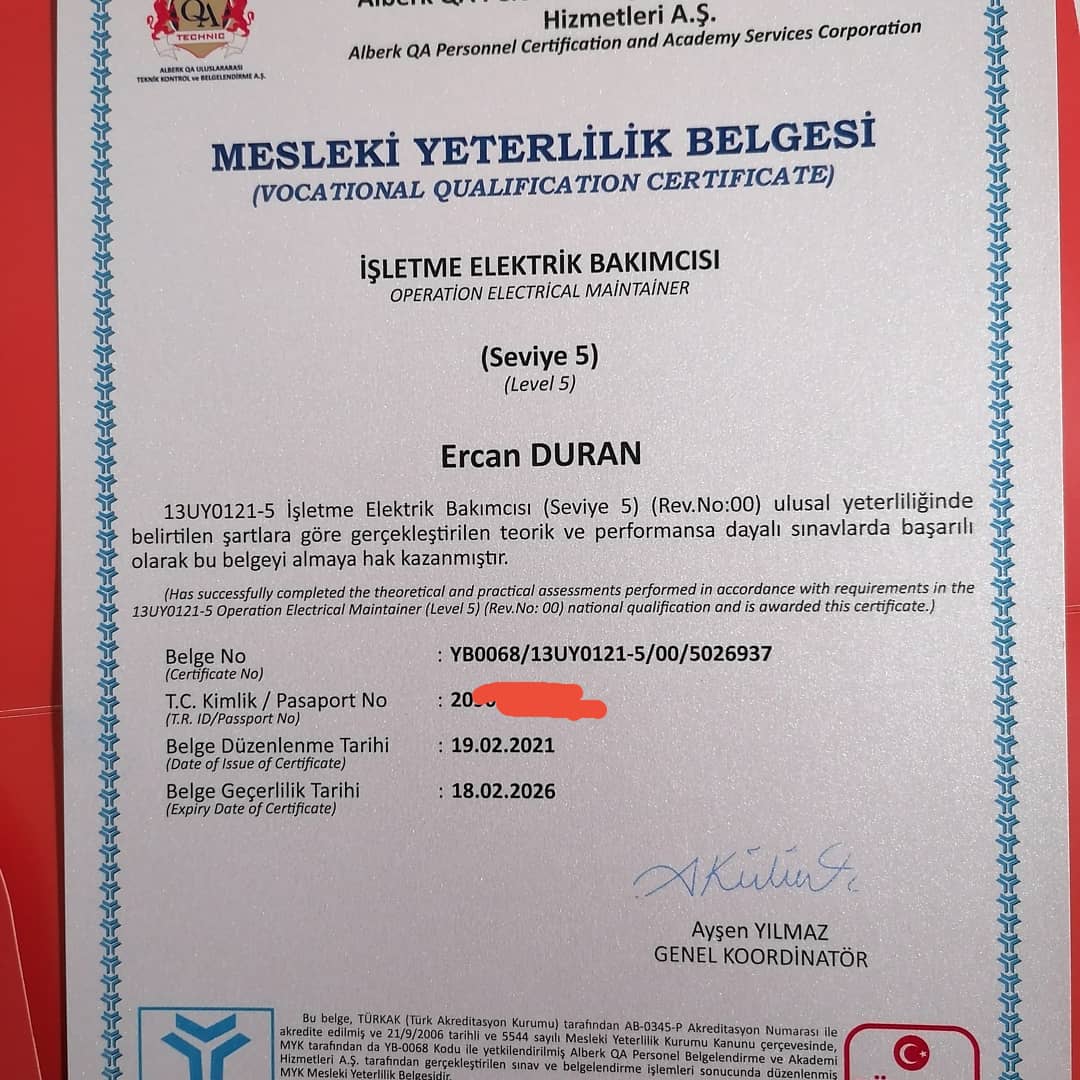 QA
TECHNIC
ALBERK QA ULUSLARARASI
TEKNİK KONTROL ve BELGELENDİRME A.Ş.
Alberk QA
Hizmetleri A.Ş.
Alberk QA Personnel Certification and Academy Services Corporation
MESLEKİ YETERLİLİK BELGESİ
(VOCATIONAL QUALIFICATION CERTIFICATE)
İŞLETME ELEKTRİK BAKIMCISI
OPERATİON ELECTRİCAL MAİNTAİNER
(Seviye 5)
(Level 5)
Ercan DURAN
13UY0121-5 İşletme Elektrik Bakımcısı (Seviye 5) (Rev.No:00) ulusal yeterliliğinde
belirtilen şartlara göre gerçekleştirilen teorik ve performansa dayalı sınavlarda başarılı
olarak bu belgeyi almaya hak kazanmıştır.
(Has successfully completed the theoretical and practical assessments performed in accordance with requirements in the
13UY0121-5 Operation Electrical Maintainer (Level 5) (Rev.No: 00) national qualification and is awarded this certificate.)
Belge No : YB0068/13UY0121-5/00/5026937
(Certificate No)
T.C. Kimlik / Pasaport No : 20
(T.R. ID/Passport No)
Belge Düzenlenme Tarihi : 19.02.2021
(Date of Issue of Certificate)
Belge Geçerlilik Tarihi : 18.02.2026
(Expiry Date of Certificate)
Ayşen YILMAZ
GENEL KOORDİNATÖR
Bu belge, TÜRKAK (Türk Akreditasyon Kurumu) tarafından AB-0345-P Akreditasyon Numarası ile
akredite edilmiş ve 21/9/2006 tarihli ve 5544 sayılı Mesleki Yeterlilik Kurumu Kanunu çerçevesinde,
MYK tarafından da YB-0068 Kodu ile yetkilendirilmiş Alberk QA Personel Belgelendirme ve Akademi
Hizmetleri A.Ş. tarafından gerçekleştirilen sınav ve belgelendirme işlemleri sonucunda düzenlenmiş
MYK Mesleki Yeterlilik Belgesidir.